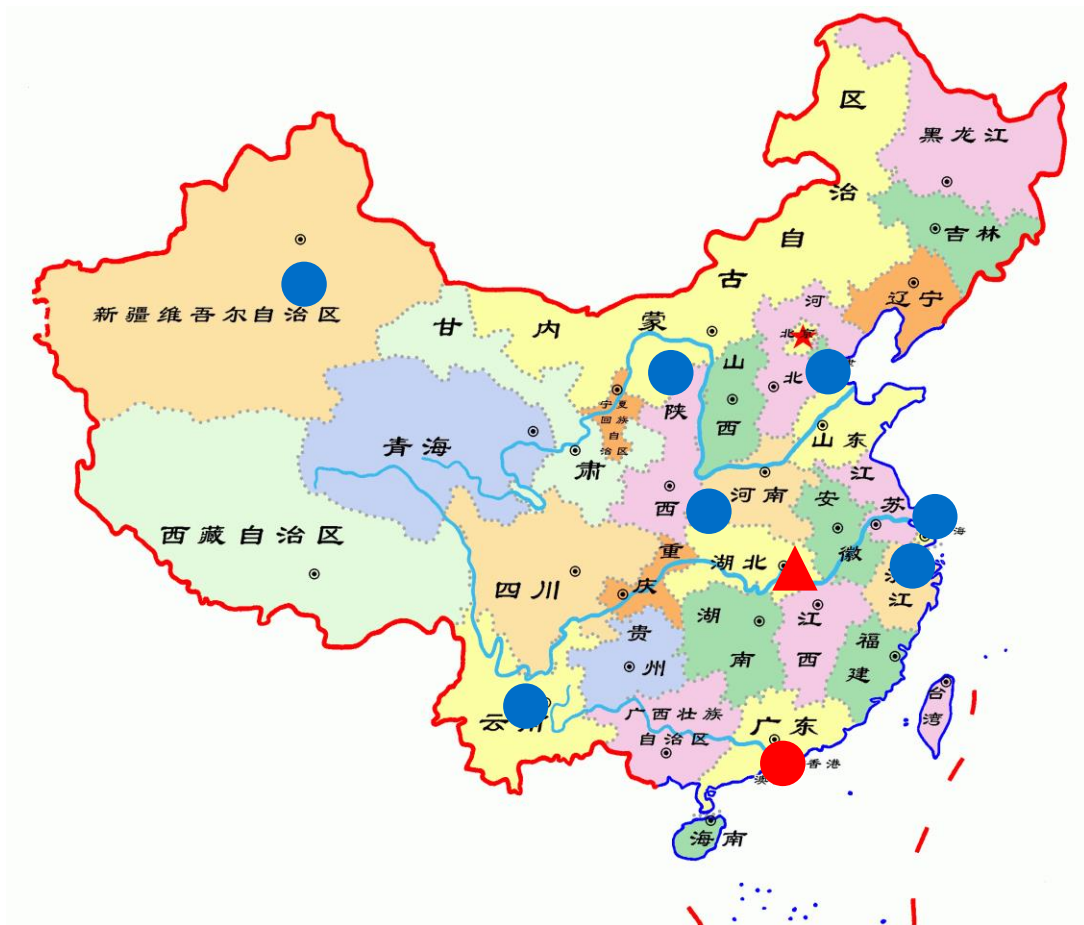 黑龙江
吉林
辽宁
内蒙古自治区
新疆维吾尔自治区
甘肃
青海
宁夏
回族
自
治区
陕西
山西
河北
北
山东
河南
江苏
安徽
海
西藏自治区
四川
重庆
湖北
江
湖南
江西
贵州
福建
云
广西壮族
自治区
广东
香港
台湾
海南